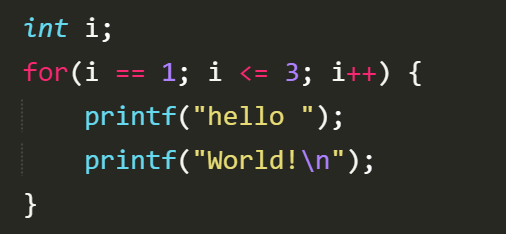 int i;
for(i == 1; i <= 3; i++) {
    printf("hello ");
    printf("World!\n");
}